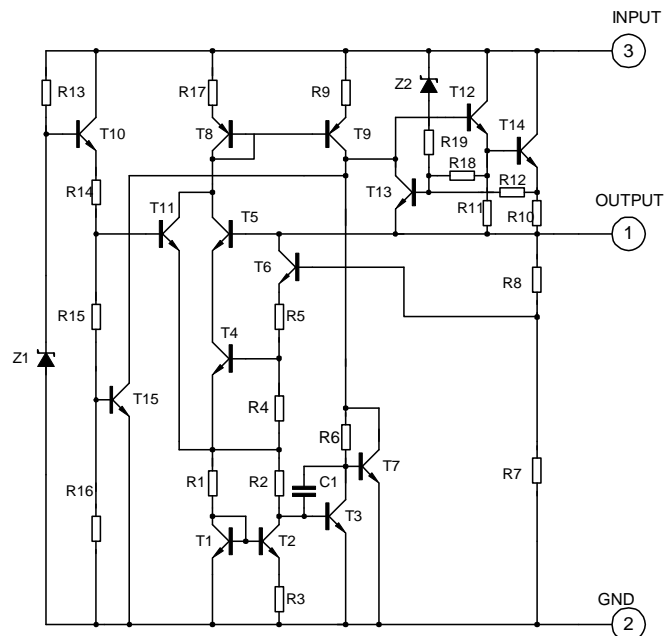 INPUT
3
R13
R17
R9
Z2
T12
T10
T8
T9
T14
R19
R18
R14
T13
R12
OUTPUT
T11
T5
R11
R10
1
T6
R8
R15
R5
Z1
T4
T15
R4
R6
T7
R7
R16
R1
R2
C1
T3
T1
T2
R3
GND
2